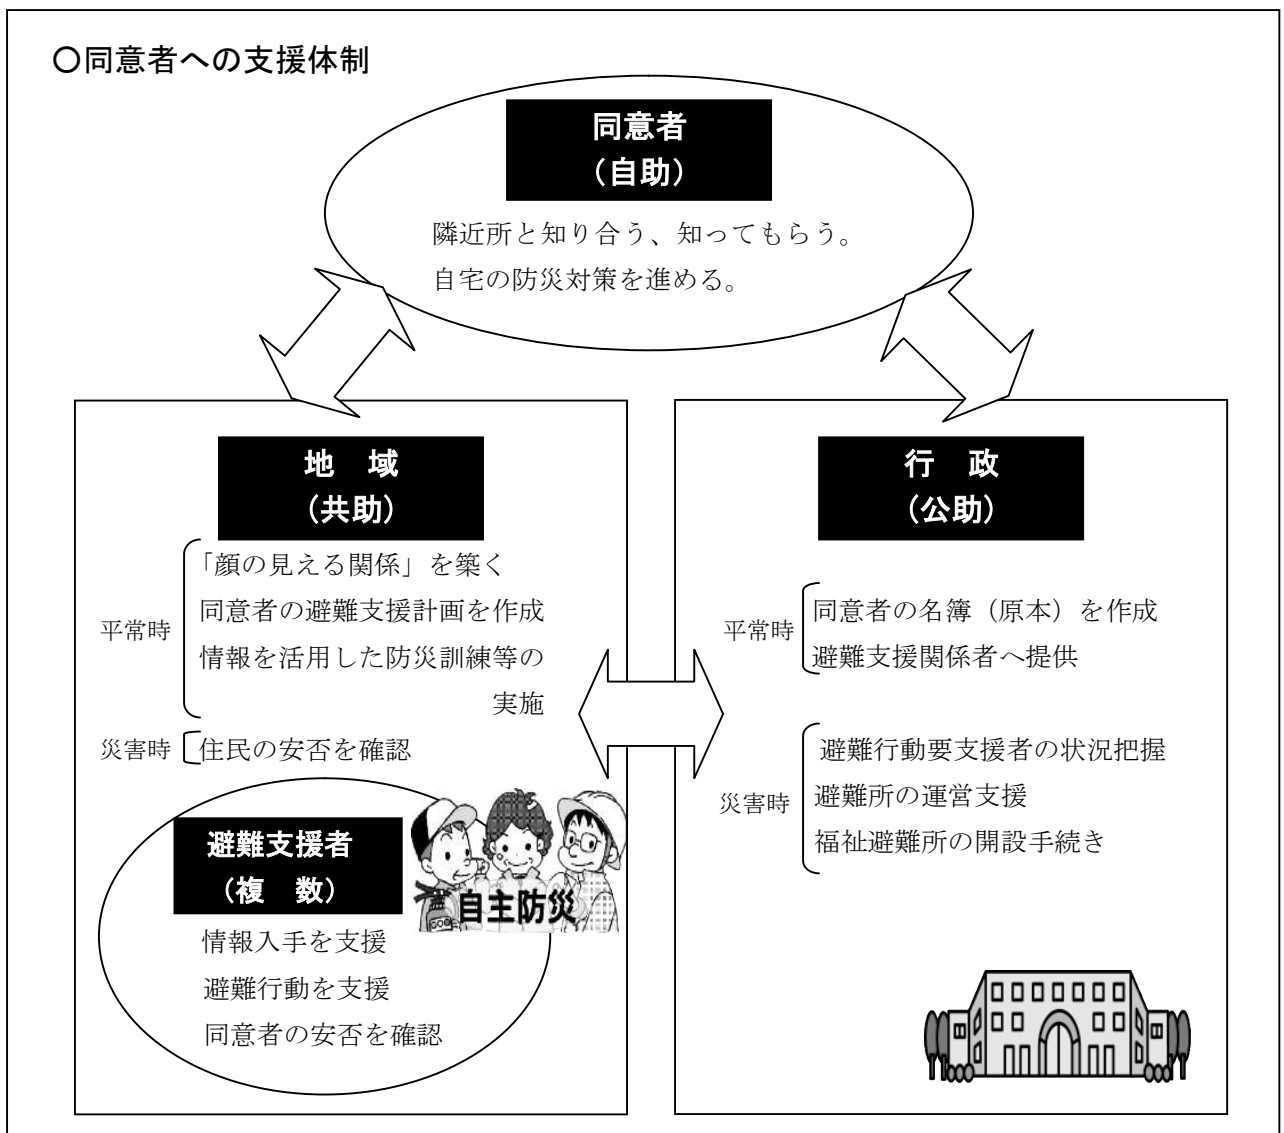 〇同意者への支援体制
同意者
（自助）
隣近所と知り合う、知ってもらう。
自宅の防災対策を進める。
地　域
（共助）
平常時
「顔の見える関係」を築く
同意者の避難支援計画を作成
情報を活用した防災訓練等の
実施
災害時
住民の安否を確認
避難支援者
（複　数）
情報入手を支援
避難行動を支援
同意者の安否を確認
自主防災
行　政
（公助）
平常時
同意者の名簿（原本）を作成
避難支援関係者へ提供
災害時
避難行動要支援者の状況把握
避難所の運営支援
福祉避難所の開設手続き